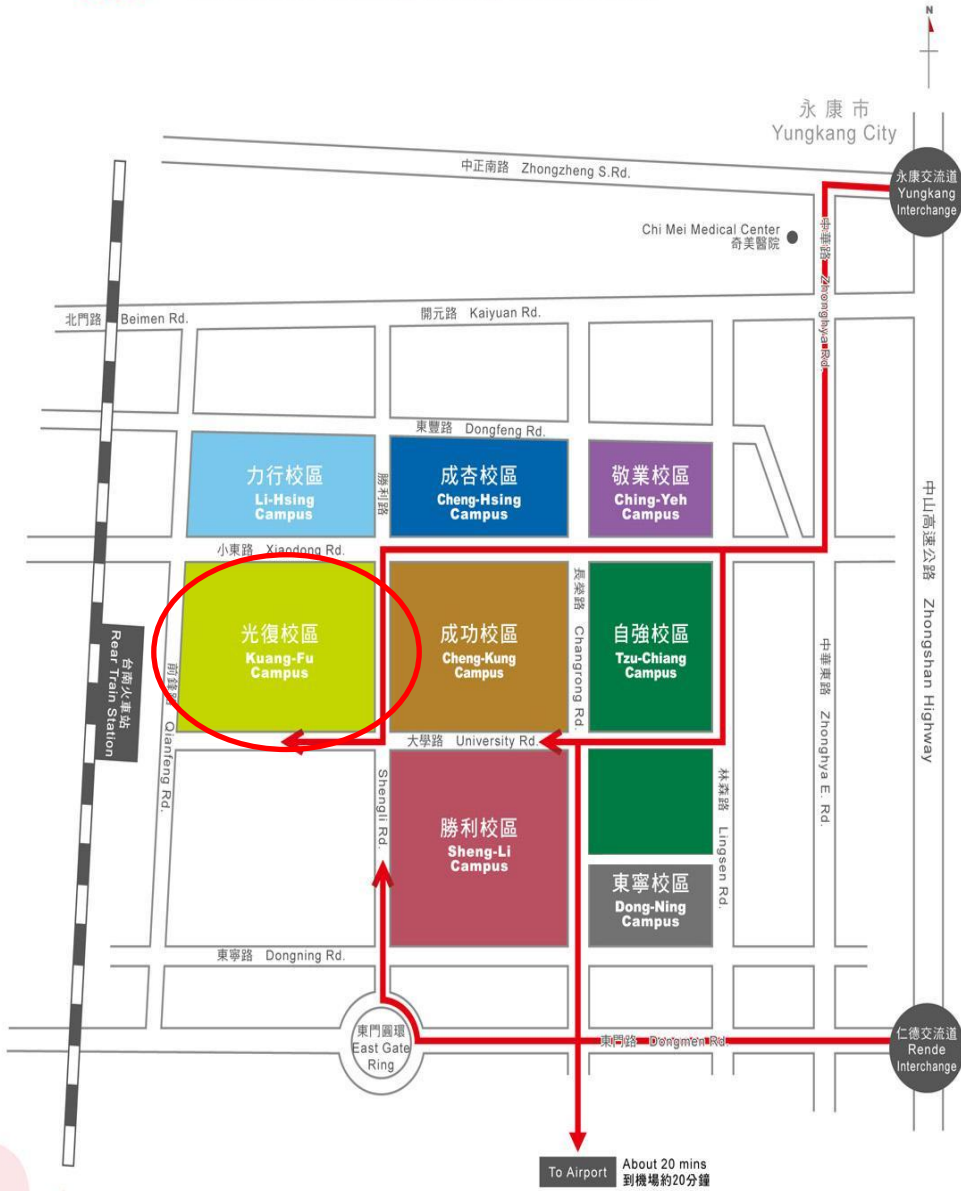 N
永康市
Yungkang City
中正南路 Zhongzheng S.Rd.
永康交流道
Yungkang
Interchange
Chi Mei Medical Center
奇美醫院
中華路 Zhonghya Rd.
北門路 Beimen Rd.
開元路 Kaiyuan Rd.
東豐路 Dongfeng Rd.
力行校區
Li-Hsing
Campus
勝利路
成杏校區
Cheng-Hsing
Campus
敬業校區
Ching-Yeh
Campus
中山高速公路 Zhongshan Highway
小東路 Xiaodong Rd.
光復校區
Kuang-Fu
Campus
成功校區
Cheng-Kung
Campus
長榮路 Changrong Rd.
自強校區
Tzu-Chiang
Campus
台南火車站
Rear Train Station
前鋒路 Qianfeng Rd.
中華東路 Zhonghya E. Rd.
大學路 University Rd.
Shengli Rd.
勝利校區
Sheng-Li
Campus
林森路 Lingsen Rd.
東寧校區
Dong-Ning
Campus
東寧路 Dongning Rd.
東門圓環
East Gate
Ring
東門路 Dongmen Rd.
仁德交流道
Rende
Interchange
To Airport
About 20 mins
到機場約20分鐘